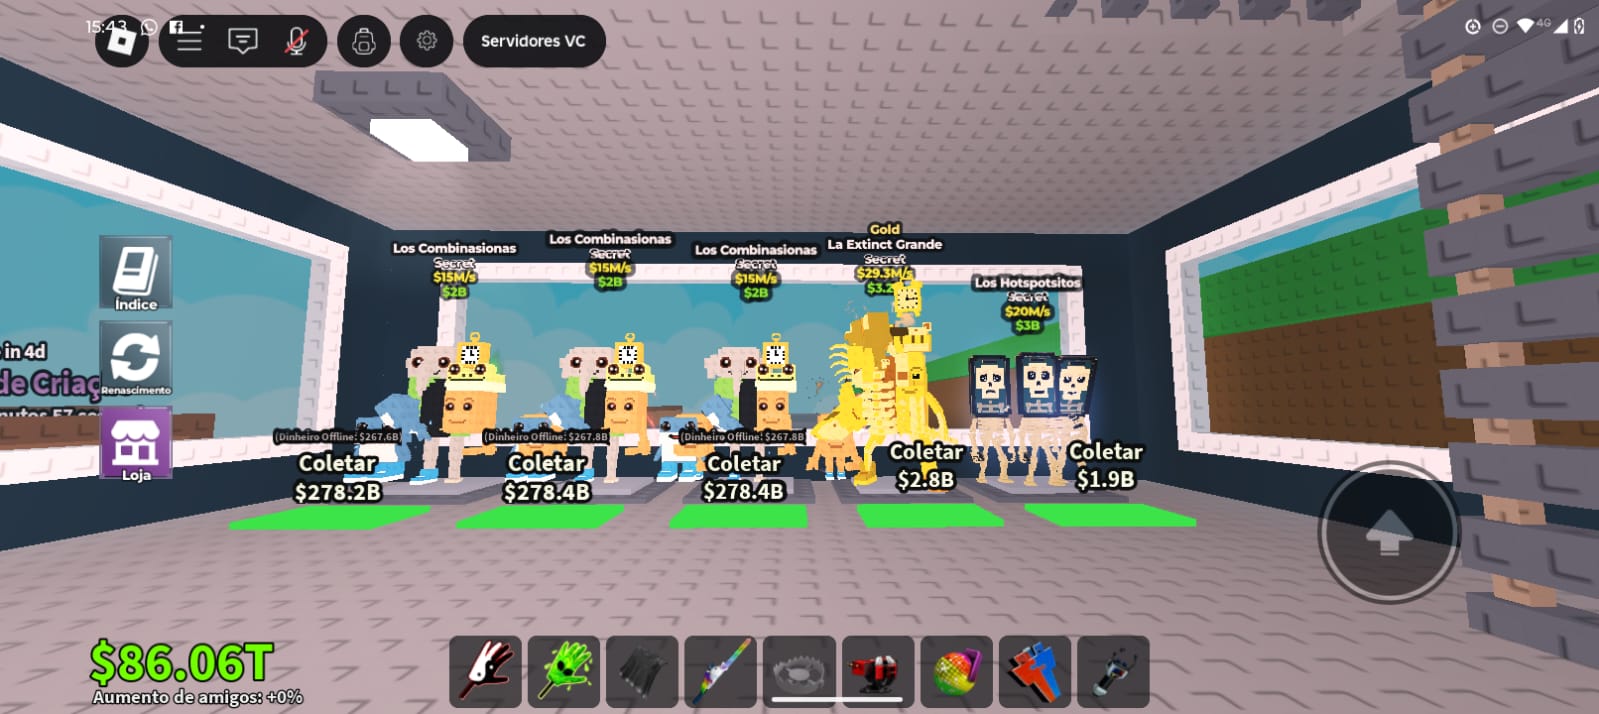 15:43
Servidores VC
4G
Los Combinasionas
Secret
$15M/s
$2B
Los Combinasionas
Secret
$15M/s
$2B
Los Combinasionas
Secret
$15M/s
$2B
Gold
La Extinct Grande
Secret
$29.3M/s
Los Hotspotsitos
Secret
$20M/s
$3B
Índice
in 4d
de Criaç
Renascimento
Loja
(Dinheiro Offline: $267.6B)
Coletar
$278.2B
(Dinheiro Offline: $267.8B)
Coletar
$278.4B
(Dinheiro Offline: $267.8B)
Coletar
$278.4B
Coletar
$2.8B
Coletar
$1.9B
$86.06T
Aumento de amigos: +0%